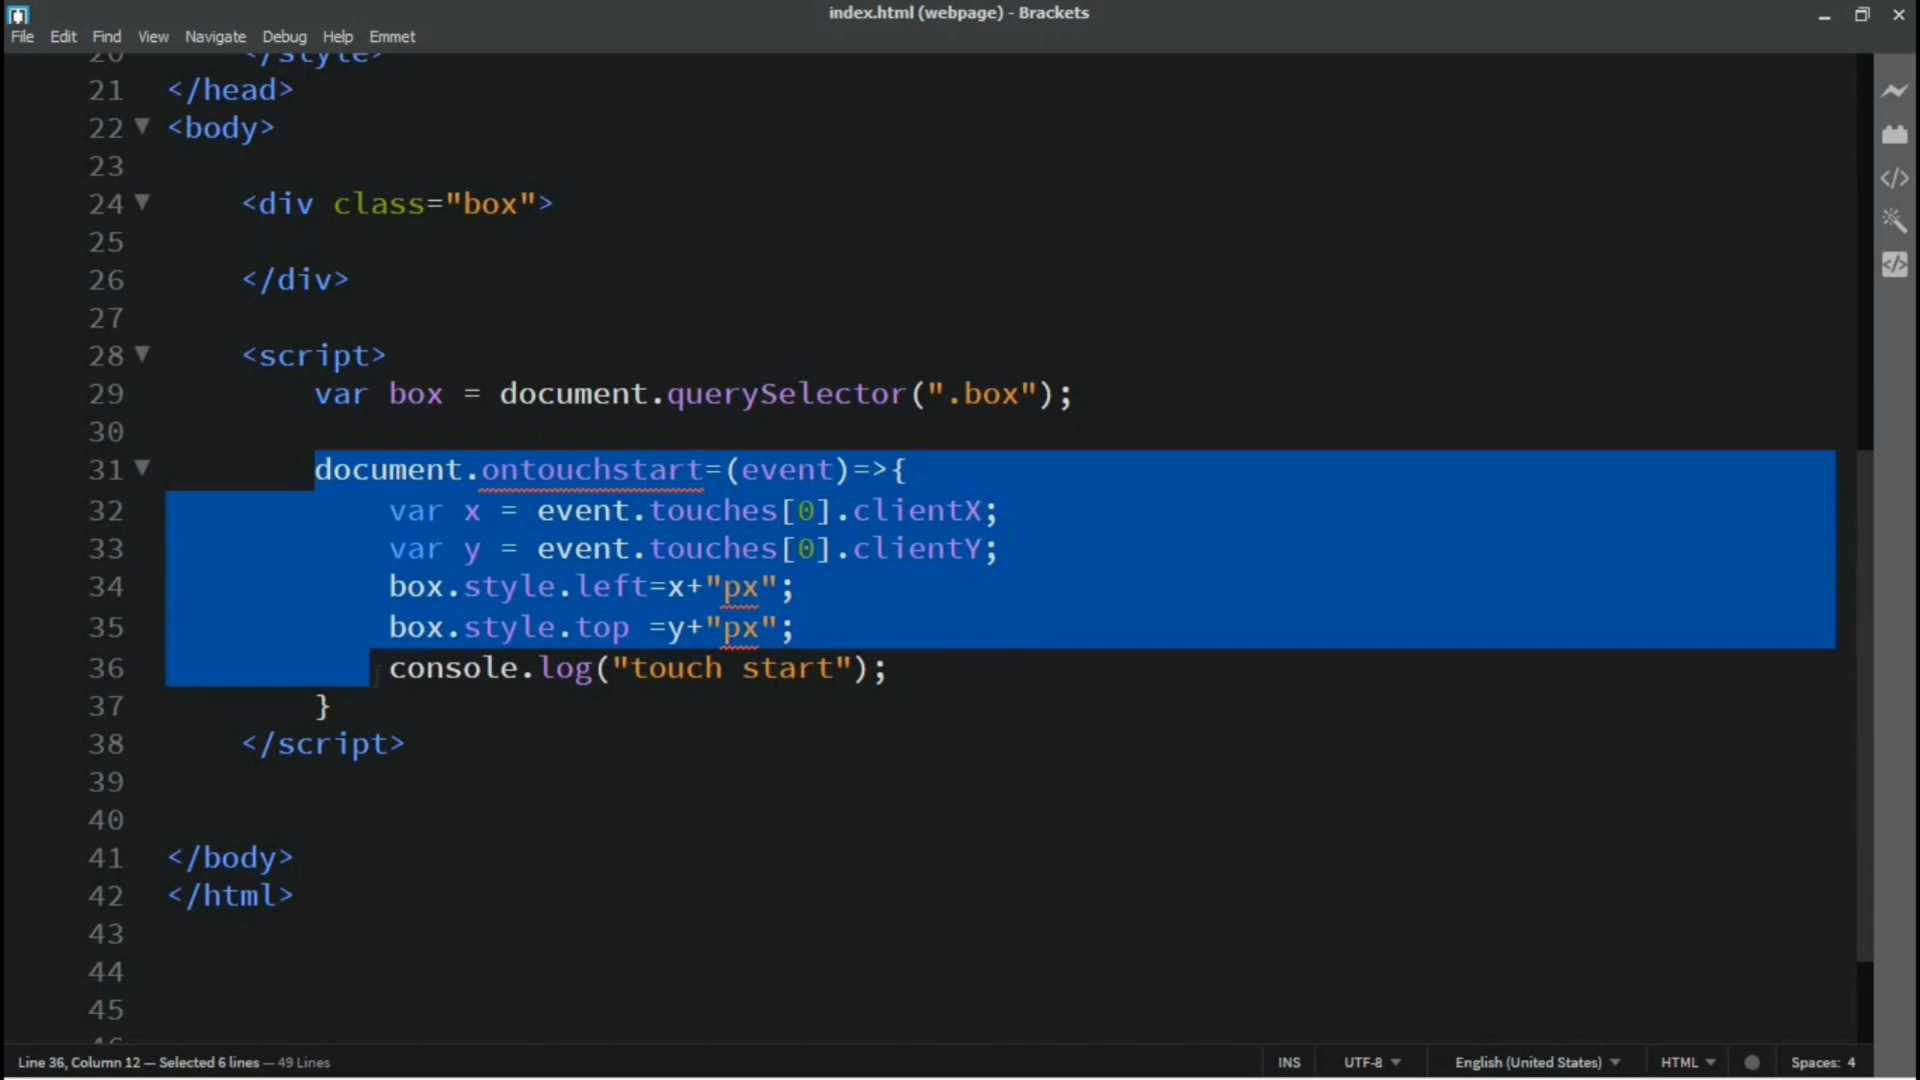 index.html (webpage) - Brackets
File Edit Find View Navigate Debug Help Emmet
20 </style>
21 </head>
22 <body>
23
24 <div class="box">
25
26 </div>
27
28 <script>
29 var box = document.querySelector(".box");
30
31 document.ontouchstart=(event)=>{
32 var x = event.touches[0].clientX;
33 var y = event.touches[0].clientY;
34 box.style.left=x+"px";
35 box.style.top =y+"px";
36 console.log("touch start");
37 }
38 </script>
39
40
41 </body>
42 </html>
43
44
45
46
Line 36, Column 12 — Selected 6 lines — 49 Lines INS UTF-8 English (United States) HTML Spaces: 4